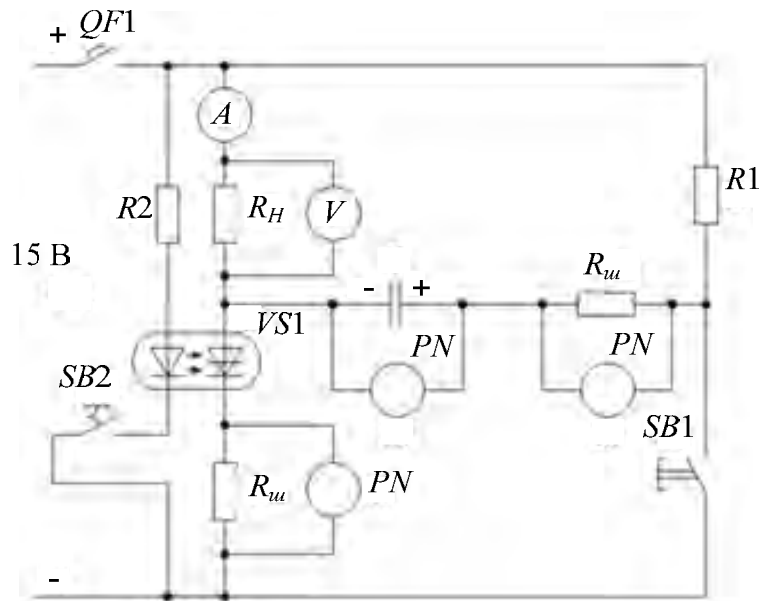 + QF1
A
R2
R_H
V
R1
15 В
- +
R_ш
VS1
PN
PN
SB2
SB1
R_ш
PN
-